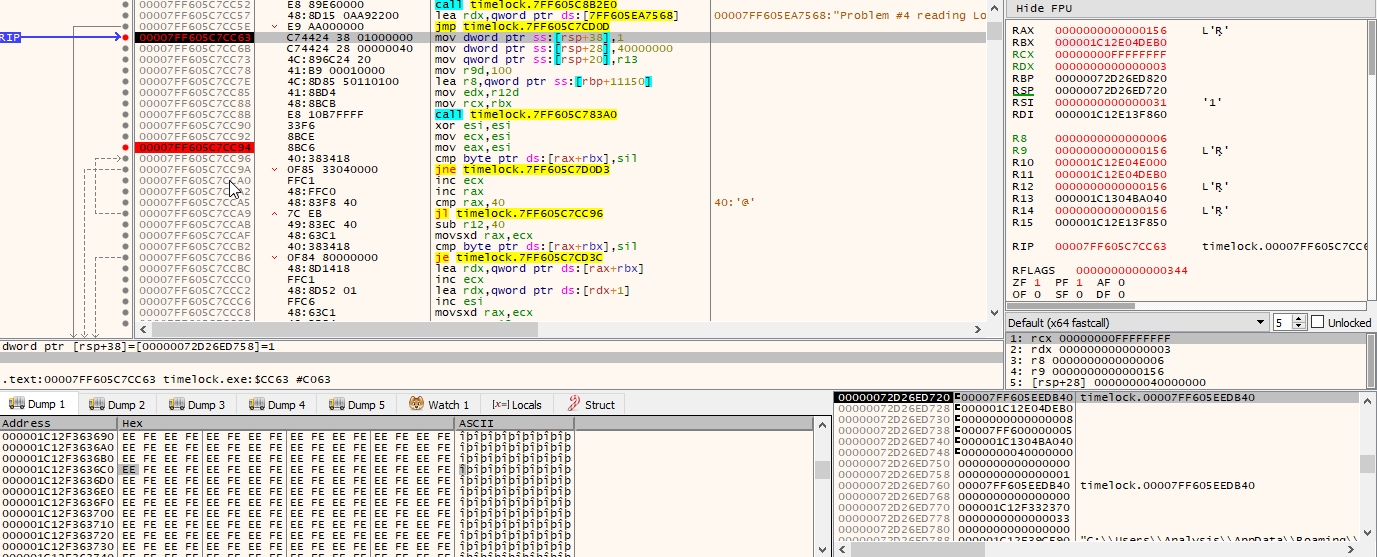 00007FF605C7CC52 E8 89E60000 call timelock.7FF605C8B2E0
00007FF605C7CC57 48:8D15 0AA92200 lea rdx,qword ptr ds:[7FF605EA7568] 00007FF605EA7568:"Problem #4 reading Lo
00007FF605C7CC5E E9 AA000000 jmp timelock.7FF605C7CD0D
RIP 00007FF605C7CC63 C74424 38 01000000 mov dword ptr ss:[rsp+38],1
00007FF605C7CC6B C74424 28 00000040 mov dword ptr ss:[rsp+28],40000000
00007FF605C7CC73 4C:896C24 20 mov qword ptr ss:[rsp+20],r13
00007FF605C7CC78 41:B9 00010000 mov r9d,100
00007FF605C7CC7E 4C:8D85 50110100 lea r8,qword ptr ss:[rbp+11150]
00007FF605C7CC85 41:8BD4 mov edx,r12d
00007FF605C7CC88 48:8BCB mov rcx,rbx
00007FF605C7CC8B E8 10B7FFFF call timelock.7FF605C783A0
00007FF605C7CC90 33F6 xor esi,esi
00007FF605C7CC92 8BCE mov ecx,esi
00007FF605C7CC94 8BC6 mov eax,esi
00007FF605C7CC96 40:383418 cmp byte ptr ds:[rax+rbx],sil
00007FF605C7CC9A 0F85 33040000 jne timelock.7FF605C7D0D3
00007FF605C7CCA0 FFC1 inc ecx
00007FF605C7CCA2 48:FFC0 inc rax
00007FF605C7CCA5 48:83F8 40 cmp rax,40 40:'@'
00007FF605C7CCA9 7C EB jl timelock.7FF605C7CC96
00007FF605C7CCAB 49:83EC 40 sub r12,40
00007FF605C7CCAF 48:63C1 movsxd rax,ecx
00007FF605C7CCB2 40:383418 cmp byte ptr ds:[rax+rbx],sil
00007FF605C7CCB6 0F84 80000000 je timelock.7FF605C7CD3C
00007FF605C7CCBC 48:8D1418 lea rdx,qword ptr ds:[rax+rbx]
00007FF605C7CCC0 FFC1 inc ecx
00007FF605C7CCC2 48:8D52 01 lea rdx,qword ptr ds:[rdx+1]
00007FF605C7CCC6 FFC6 inc esi
00007FF605C7CCC8 48:63C1 movsxd rax,ecx
dword ptr [rsp+38]=[00000072D26ED758]=1
.text:00007FF605C7CC63 timelock.exe:$CC63 #C063
Hide FPU
RAX 0000000000000156 L'Ŗ'
RBX 000001C12E04DEB0
RCX 00000000FFFFFFFF
RDX 0000000000000003
RBP 00000072D26ED820
RSP 00000072D26ED720
RSI 0000000000000031 '1'
RDI 000001C12E13F860
R8 0000000000000006
R9 0000000000000156 L'Ŗ'
R10 000001C12E04E000
R11 000001C12E04DEB0
R12 0000000000000156 L'Ŗ'
R13 000001C1304BA040
R14 0000000000000156 L'Ŗ'
R15 000001C12E13F850
RIP 00007FF605C7CC63 timelock.00007FF605C7CC6
RFLAGS 0000000000000344
ZF 1 PF 1 AF 0
OF 0 SF 0 DF 0
Default (x64 fastcall) 5 Unlocked
1: rcx 00000000FFFFFFFF
2: rdx 0000000000000003
3: r8 0000000000000006
4: r9 0000000000000156
5: [rsp+28] 0000000040000000
Dump 1 Dump 2 Dump 3 Dump 4 Dump 5 Watch 1 [x=] Locals Struct
Address Hex ASCII
000001C12F363690 EE FE EE FE EE FE EE FE EE FE EE FE EE FE EE FE îþîþîþîþîþîþîþîþ
000001C12F3636A0 EE FE EE FE EE FE EE FE EE FE EE FE EE FE EE FE îþîþîþîþîþîþîþîþ
000001C12F3636B0 EE FE EE FE EE FE EE FE EE FE EE FE EE FE EE FE îþîþîþîþîþîþîþîþ
000001C12F3636C0 EE FE EE FE EE FE EE FE EE FE EE FE EE FE EE FE îþîþîþîþîþîþîþîþ
000001C12F3636D0 EE FE EE FE EE FE EE FE EE FE EE FE EE FE EE FE îþîþîþîþîþîþîþîþ
000001C12F3636E0 EE FE EE FE EE FE EE FE EE FE EE FE EE FE EE FE îþîþîþîþîþîþîþîþ
000001C12F3636F0 EE FE EE FE EE FE EE FE EE FE EE FE EE FE EE FE îþîþîþîþîþîþîþîþ
000001C12F363700 EE FE EE FE EE FE EE FE EE FE EE FE EE FE EE FE îþîþîþîþîþîþîþîþ
000001C12F363710 EE FE EE FE EE FE EE FE EE FE EE FE EE FE EE FE îþîþîþîþîþîþîþîþ
000001C12F363720 EE FE EE FE EE FE EE FE EE FE EE FE EE FE EE FE îþîþîþîþîþîþîþîþ
000001C12F363730 EE FE EE FE EE FE EE FE EE FE EE FE EE FE EE FE îþîþîþîþîþîþîþîþ
00000072D26ED720 00007FF605EEDB40 timelock.00007FF605EEDB40
00000072D26ED728 000001C12E04DEB0
00000072D26ED730 0000000000000008
00000072D26ED738 00007FF600000005
00000072D26ED740 000001C1304BA040
00000072D26ED748 0000000040000000
00000072D26ED750 0000000000000000
00000072D26ED758 0000000000000001
00000072D26ED760 00007FF605EEDB40 timelock.00007FF605EEDB40
00000072D26ED768 0000000000000000
00000072D26ED770 000001C12F332370
00000072D26ED778 0000000000000033
00000072D26ED780 0000000000000000
"C:\\Users\\Analysis\\AppData\\Roaming\\